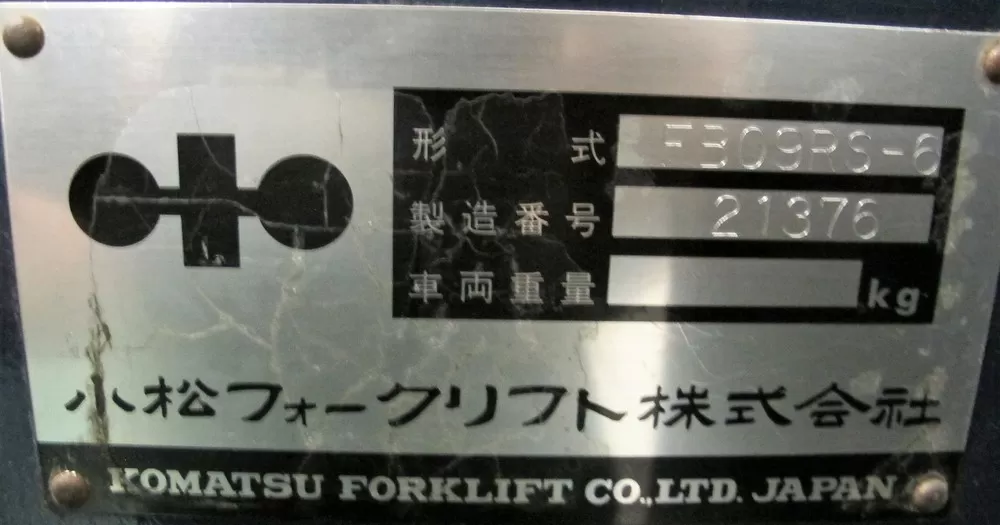 形式 FB09RS-6
製造番号 21376
車両重量 kg
小松フォークリフト株式会社
KOMATSU FORKLIFT CO.,LTD. JAPAN